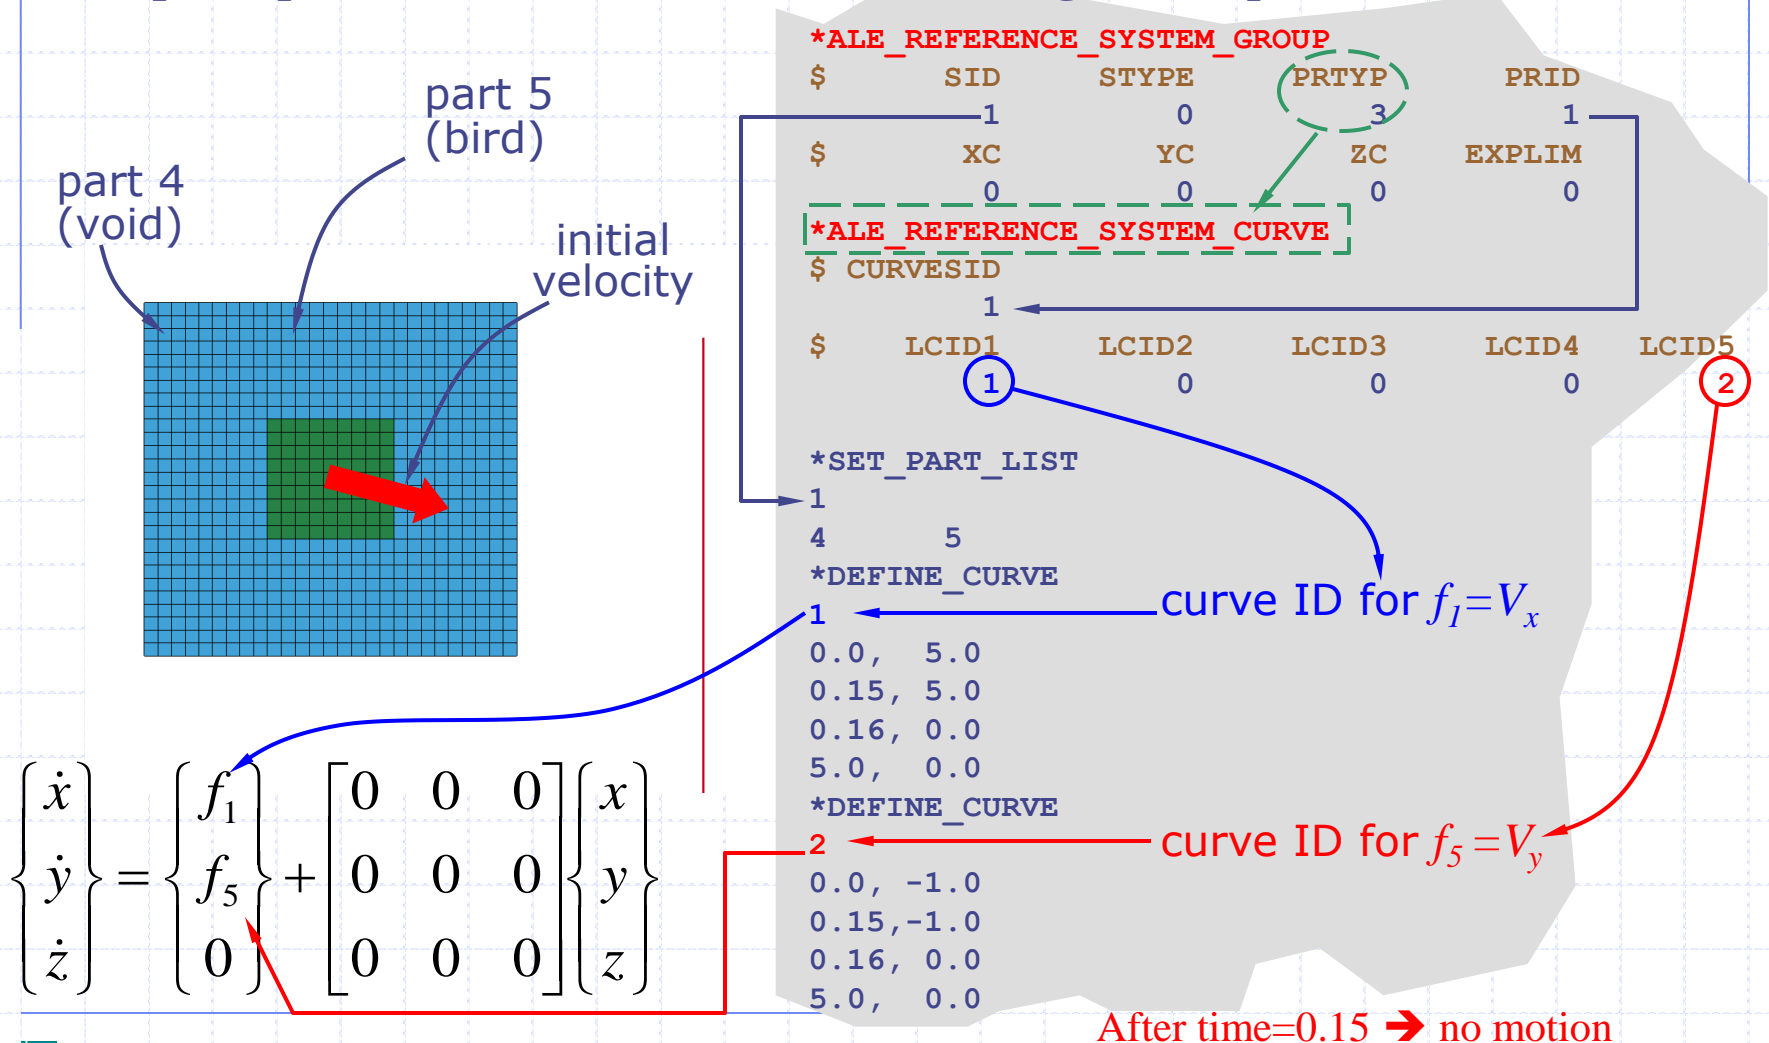 part 5
(bird)
part 4
(void)
initial
velocity
*ALE_REFERENCE_SYSTEM_GROUP
$ SID STYPE PRTYP PRID
1 0 3 1
$ XC YC ZC EXPLIM
0 0 0 0
*ALE_REFERENCE_SYSTEM_CURVE
$ CURVESID
1
$ LCID1 LCID2 LCID3 LCID4 LCID5
1 0 0 0 2
*SET_PART_LIST
1
4 5
*DEFINE_CURVE
1
curve ID for f1=Vx
0.0, 5.0
0.15, 5.0
0.16, 0.0
5.0, 0.0
*DEFINE_CURVE
2
curve ID for f5=Vy
0.0, -1.0
0.15,-1.0
0.16, 0.0
5.0, 0.0
ẋ f1 0 0 0 x
ẏ = f5 + 0 0 0 y
ż 0 0 0 0 z
After time=0.15 ➔ no motion